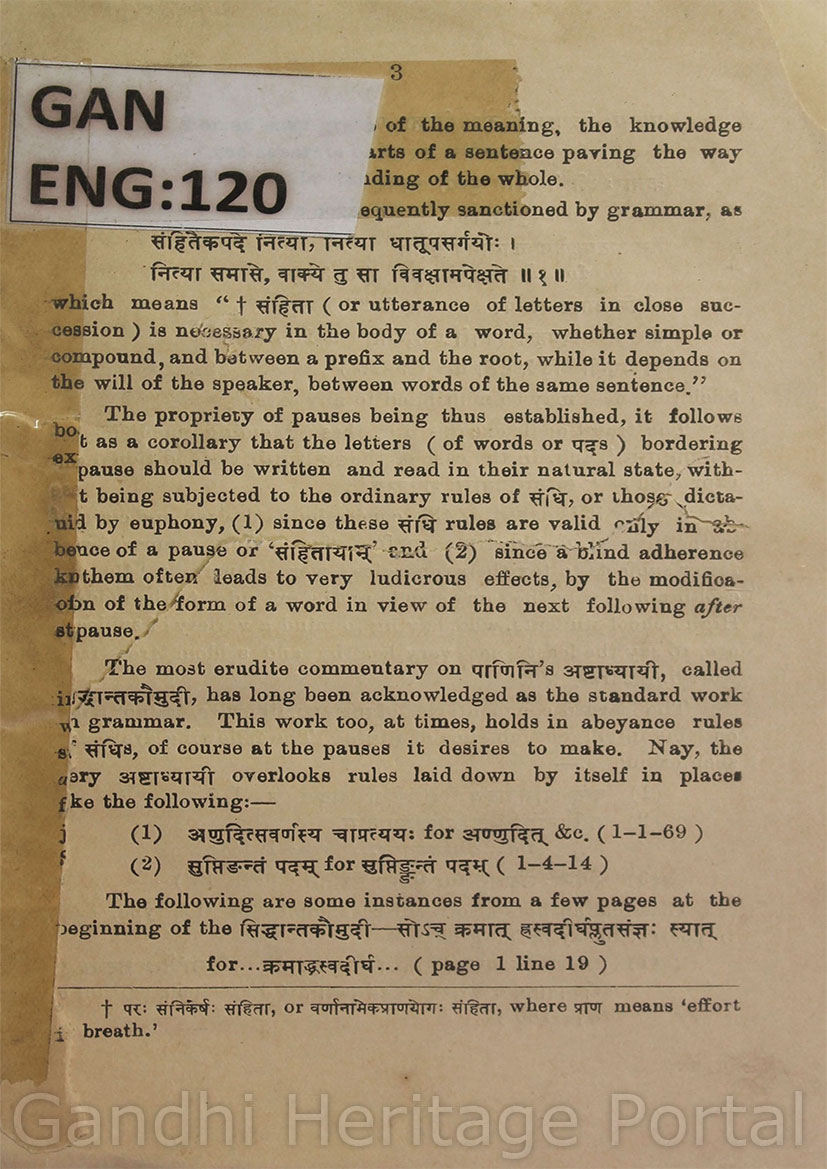 3
GAN
ENG:120
of the meaning, the knowledge
arts of a sentence paving the way
nding of the whole.
equently sanctioned by grammar, as
संहितैकपदे नित्या, नित्या धातूपसर्गयोः ।
नित्या समासे, वाक्ये तु सा विवक्षामपेक्षते ॥ १ ॥
which means “ † संहिता ( or utterance of letters in close suc-
cession ) is necessary in the body of a word, whether simple or
compound, and between a prefix and the root, while it depends on
the will of the speaker, between words of the same sentence.”
The propriety of pauses being thus established, it follows
bo
t as a corollary that the letters ( of words or पदs ) bordering
ex
pause should be written and read in their natural state, with-
t being subjected to the ordinary rules of संधि, or those dicta-
by euphony, (1) since these संधि rules are valid only in ab-
ence of a pause or ‘संहितायाम्’ and (2) since a blind adherence
them often leads to very ludicrous effects, by the modifica-
on of the form of a word in view of the next following after
pause.
The most erudite commentary on पाणिनि’s अष्टाध्यायी, called
द्धान्तकौमुदी, has long been acknowledged as the standard work
grammar. This work too, at times, holds in abeyance rules
संधिs, of course at the pauses it desires to make. Nay, the
ery अष्टाध्यायी overlooks rules laid down by itself in places
ke the following:—
(1) अणुदित्सवर्णस्य चाप्रत्ययः for अण्णुदित् &c. ( 1–1–69 )
(2) सुप्तिङन्तं पदम् for सुप्तिङ्ङन्तं पदम् ( 1–4–14 )
The following are some instances from a few pages at the
beginning of the सिद्धान्तकौमुदी—सोऽच् क्रमात् ह्रस्वदीर्घप्लुतसंज्ञः स्यात्
for...क्रमाद्ध्रस्वदीर्घ... ( page 1 line 19 )
† परः संनिकर्षः संहिता, or वर्णानामेकप्राणयोगः संहिता, where प्राण means ‘effort
breath.’
Gandhi Heritage Portal